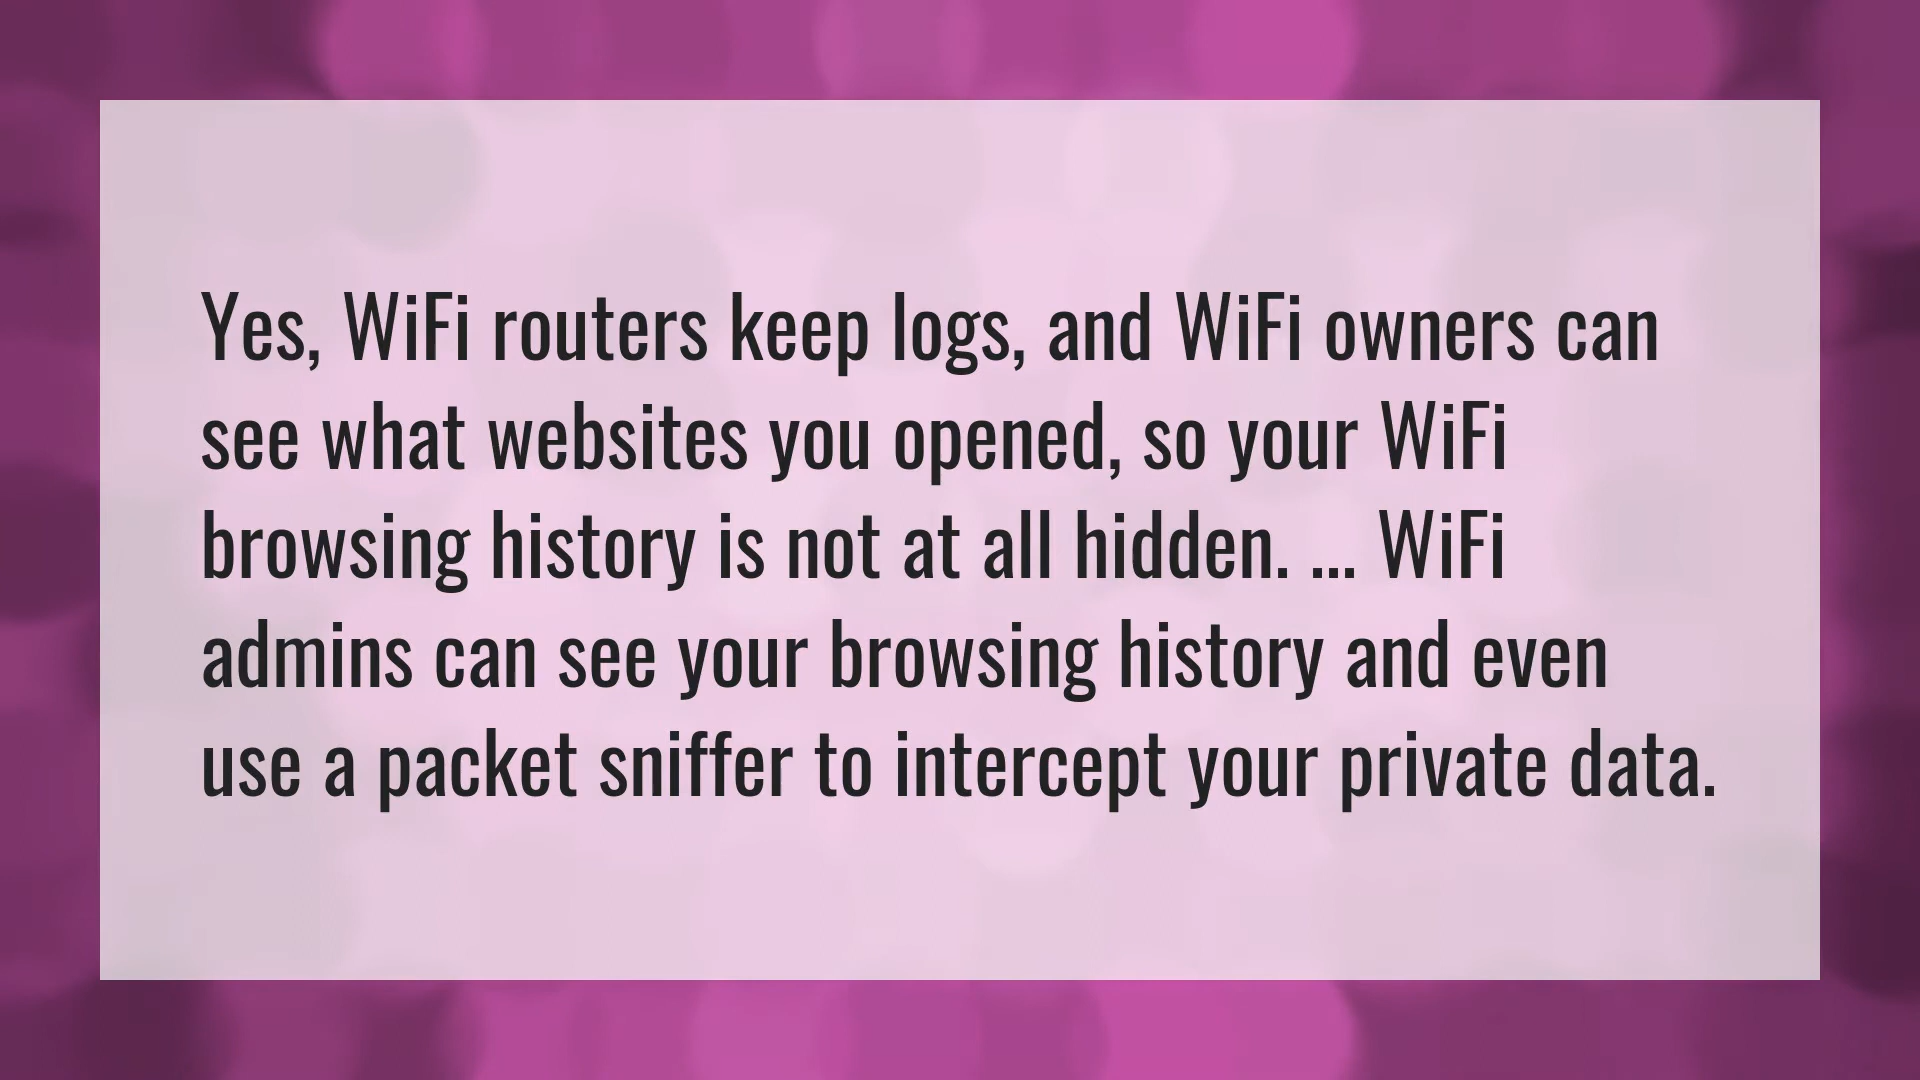 Yes, WiFi routers keep logs, and WiFi owners can
see what websites you opened, so your WiFi
browsing history is not at all hidden. ... WiFi
admins can see your browsing history and even
use a packet sniffer to intercept your private data.